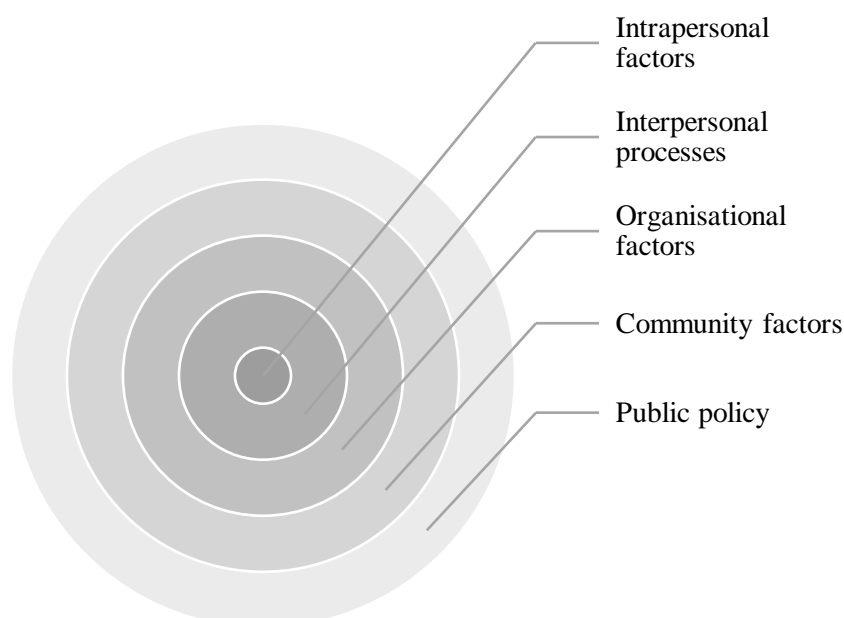 Intrapersonal
factors
Interpersonal
processes
Organisational
factors
Community factors
Public policy